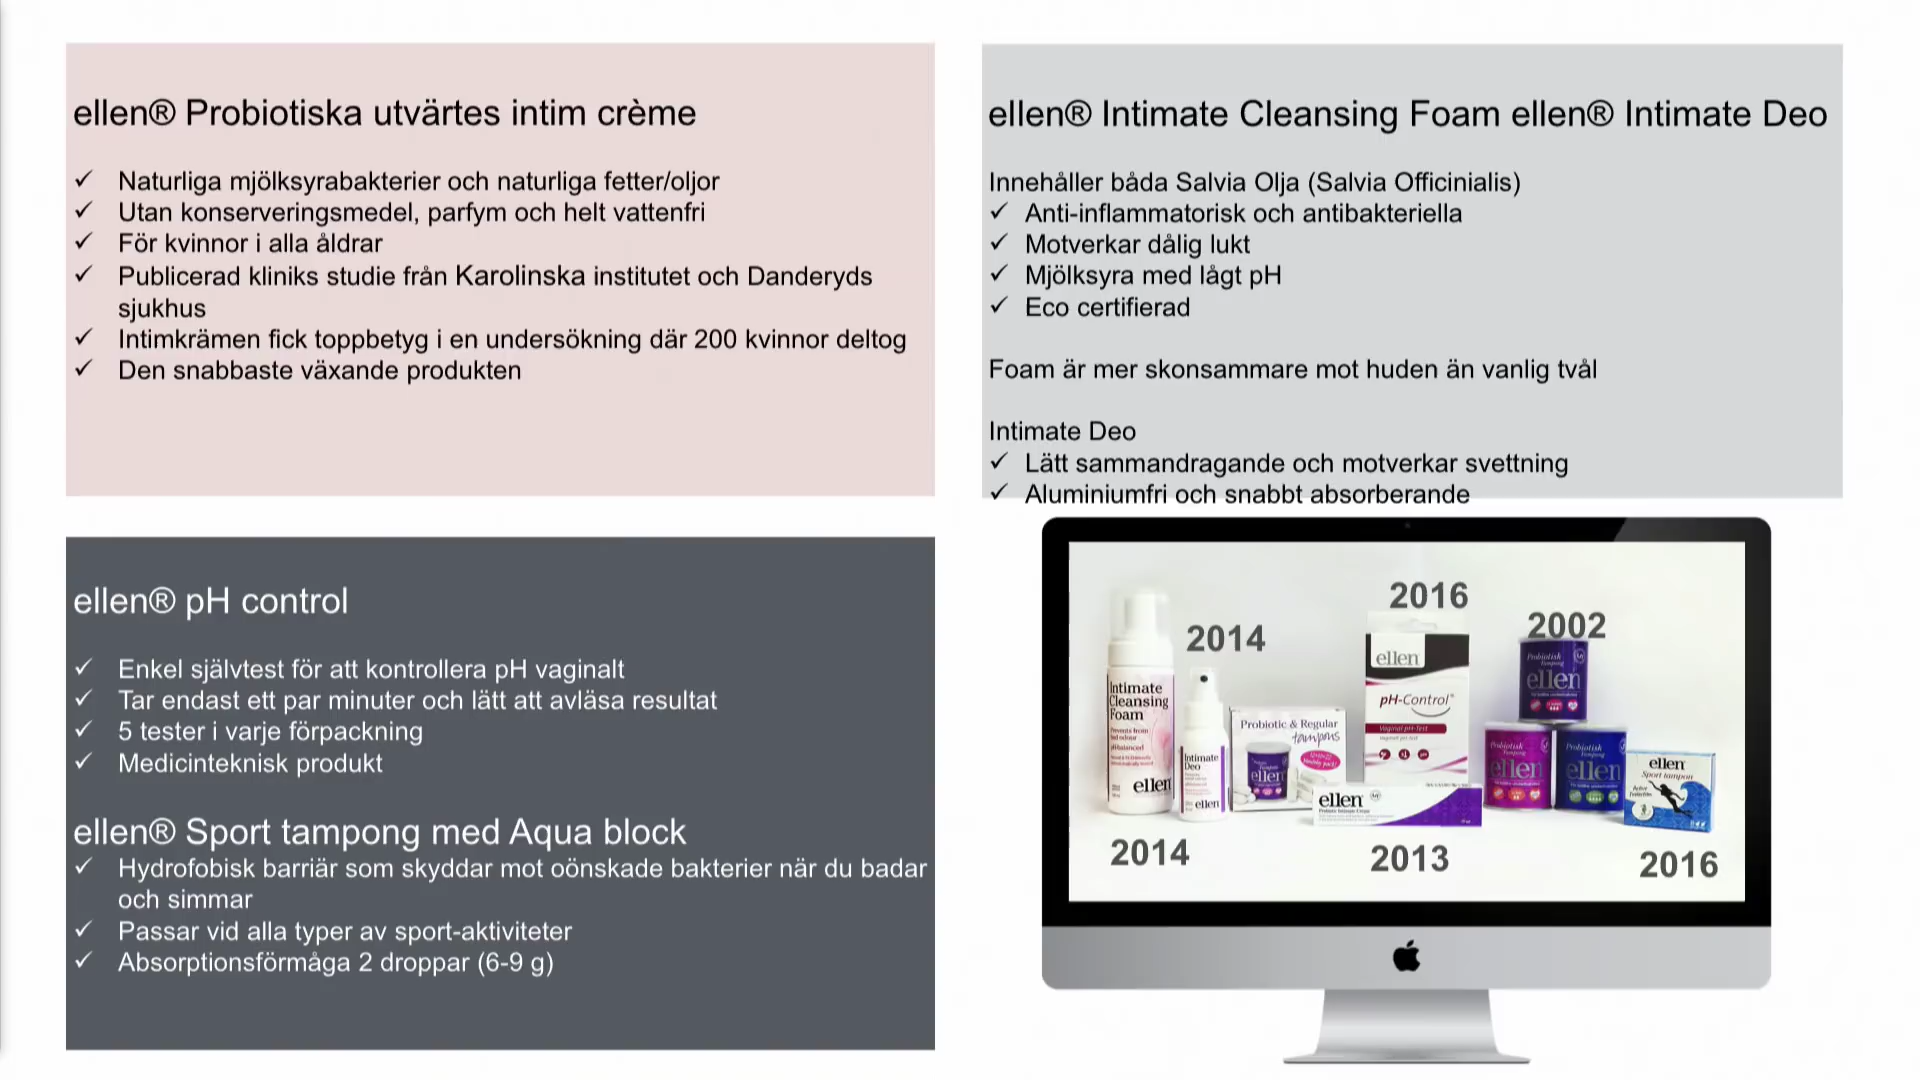 ellen® Probiotiska utvärtes intim crème
✓ Naturliga mjölksyrabakterier och naturliga fetter/oljor
✓ Utan konserveringsmedel, parfym och helt vattenfri
✓ För kvinnor i alla åldrar
✓ Publicerad kliniks studie från Karolinska institutet och Danderyds
sjukhus
✓ Intimkrämen fick toppbetyg i en undersökning där 200 kvinnor deltog
✓ Den snabbaste växande produkten
ellen® Intimate Cleansing Foam ellen® Intimate Deo
Innehåller båda Salvia Olja (Salvia Officinialis)
✓ Anti-inflammatorisk och antibakteriella
✓ Motverkar dålig lukt
✓ Mjölksyra med lågt pH
✓ Eco certifierad
Foam är mer skonsammare mot huden än vanlig tvål
Intimate Deo
✓ Lätt sammandragande och motverkar svettning
✓ Aluminiumfri och snabbt absorberande
ellen® pH control
✓ Enkel självtest för att kontrollera pH vaginalt
✓ Tar endast ett par minuter och lätt att avläsa resultat
✓ 5 tester i varje förpackning
✓ Medicinteknisk produkt
ellen® Sport tampong med Aqua block
✓ Hydrofobisk barriär som skyddar mot oönskade bakterier när du badar
och simmar
✓ Passar vid alla typer av sport-aktiviteter
✓ Absorptionsförmåga 2 droppar (6-9 g)
2014
2016
2002
Intimate
Cleansing
Foam
ellen
Intimate
Deo
ellen
Probiotic & Regular
tampons
ellen
ellen
pH-Control
ellen
Probiotisk
Tampong
ellen
Probiotisk
Tampong
ellen
Probiotisk
Tampong
ellen
ellen
Sport tampon
2014
2013
2016